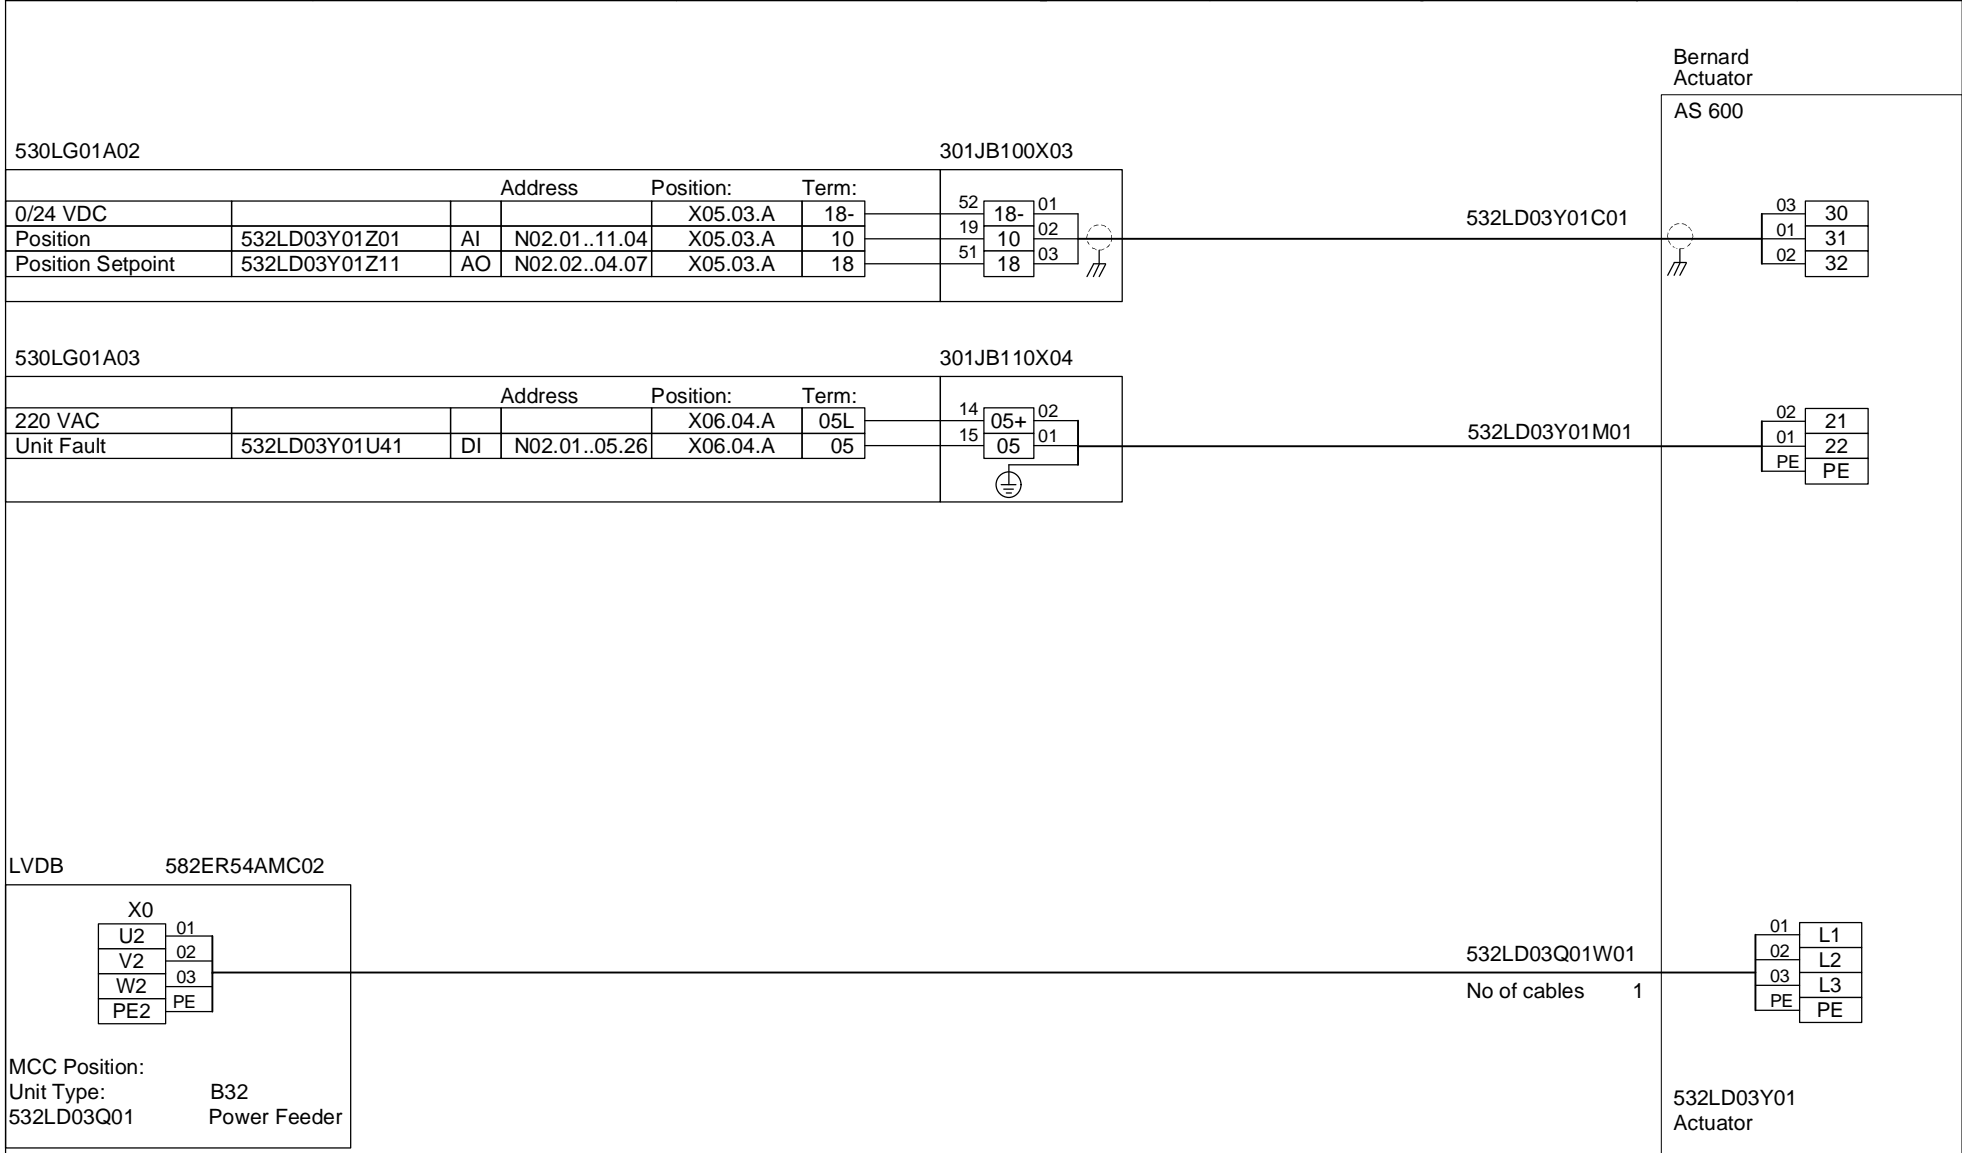 Bernard
Actuator
AS 600
530LG01A02 301JB100X03
Address Position: Term:
0/24 VDC X05.03.A 18- 52 18- 01 03 30
Position 532LD03Y01Z01 AI N02.01..11.04 X05.03.A 10 19 10 02 532LD03Y01C01 01 31
Position Setpoint 532LD03Y01Z11 AO N02.02..04.07 X05.03.A 18 51 18 03 02 32
530LG01A03 301JB110X04
Address Position: Term:
220 VAC X06.04.A 05L 14 05+ 02 02 21
Unit Fault 532LD03Y01U41 DI N02.01..05.26 X06.04.A 05 15 05 01 532LD03Y01M01 01 22
PE PE
LVDB 582ER54AMC02
X0
U2 01 01 L1
V2 02 532LD03Q01W01 02 L2
W2 03 No of cables 1 03 L3
PE2 PE PE PE
MCC Position:
Unit Type: B32
532LD03Q01 Power Feeder
532LD03Y01
Actuator